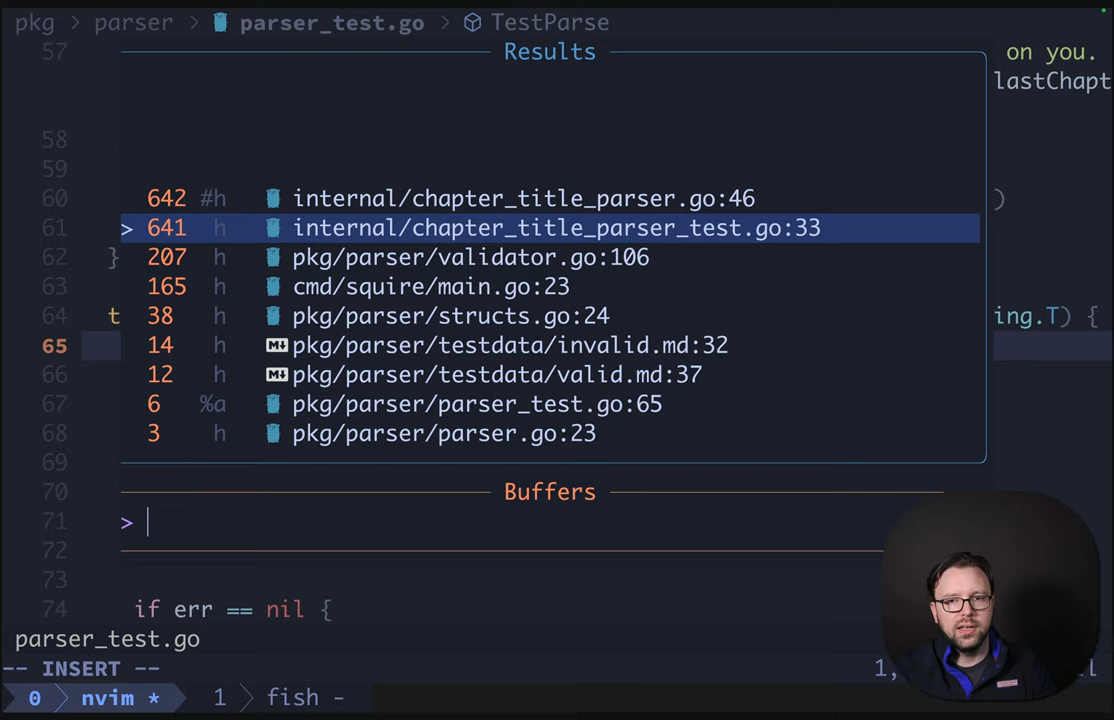 pkg > parser > parser_test.go > TestParse
57 Results on you.
lastChapt
58
59
60 642 #h internal/chapter_title_parser.go:46 )
61 > 641 h internal/chapter_title_parser_test.go:33
62 } 207 h pkg/parser/validator.go:106
63 165 h cmd/squire/main.go:23
64 t 38 h pkg/parser/structs.go:24 ing.T) {
65 14 h pkg/parser/testdata/invalid.md:32
66 12 h pkg/parser/testdata/valid.md:37
67 6 %a pkg/parser/parser_test.go:65
68 3 h pkg/parser/parser.go:23
69
70 Buffers
71 >
72
73
74 if err == nil {
parser_test.go
-- INSERT -- 1,
0 nvim * 1 fish -